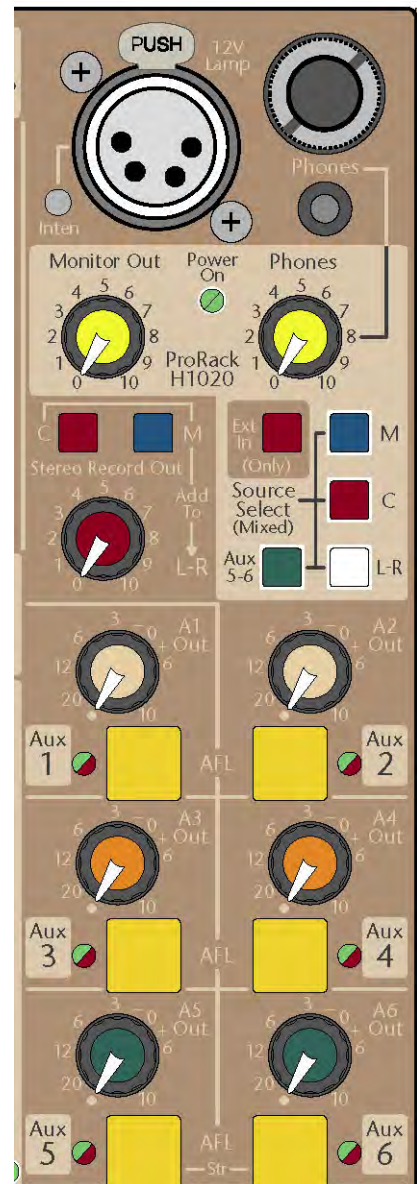 PUSH
12V
Lamp
Phones
Inten
Monitor Out
Power
On
Phones
0 1 2 3 4 5 6 7 8 9 10
0 1 2 3 4 5 6 7 8 9 10
ProRack
H1020
C
M
Stereo Record Out
0 1 2 3 4 5 6 7 8 9 10
Add
To
L-R
Ext
In
(Only)
M
Source
Select
(Mixed)
C
Aux
5-6
L-R
A1
Out
20 12 6 3 0 + 6 10
A2
Out
20 12 6 3 0 + 6 10
Aux
1
AFL
Aux
2
A3
Out
20 12 6 3 0 + 6 10
A4
Out
20 12 6 3 0 + 6 10
Aux
3
AFL
Aux
4
A5
Out
20 12 6 3 0 + 6 10
A6
Out
20 12 6 3 0 + 6 10
Aux
5
AFL
Str
Aux
6